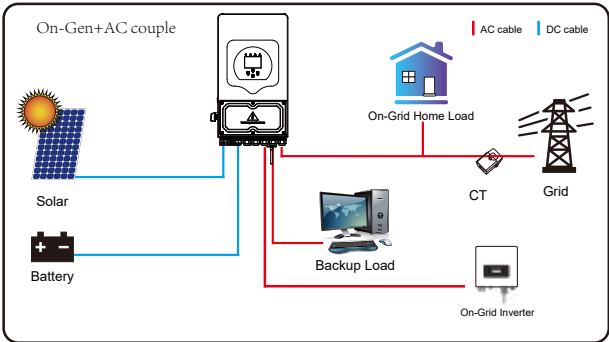 On-Gen+AC couple
AC cable
DC cable
On-Grid Home Load
Solar
CT
Grid
Battery
Backup Load
On-Grid Inverter